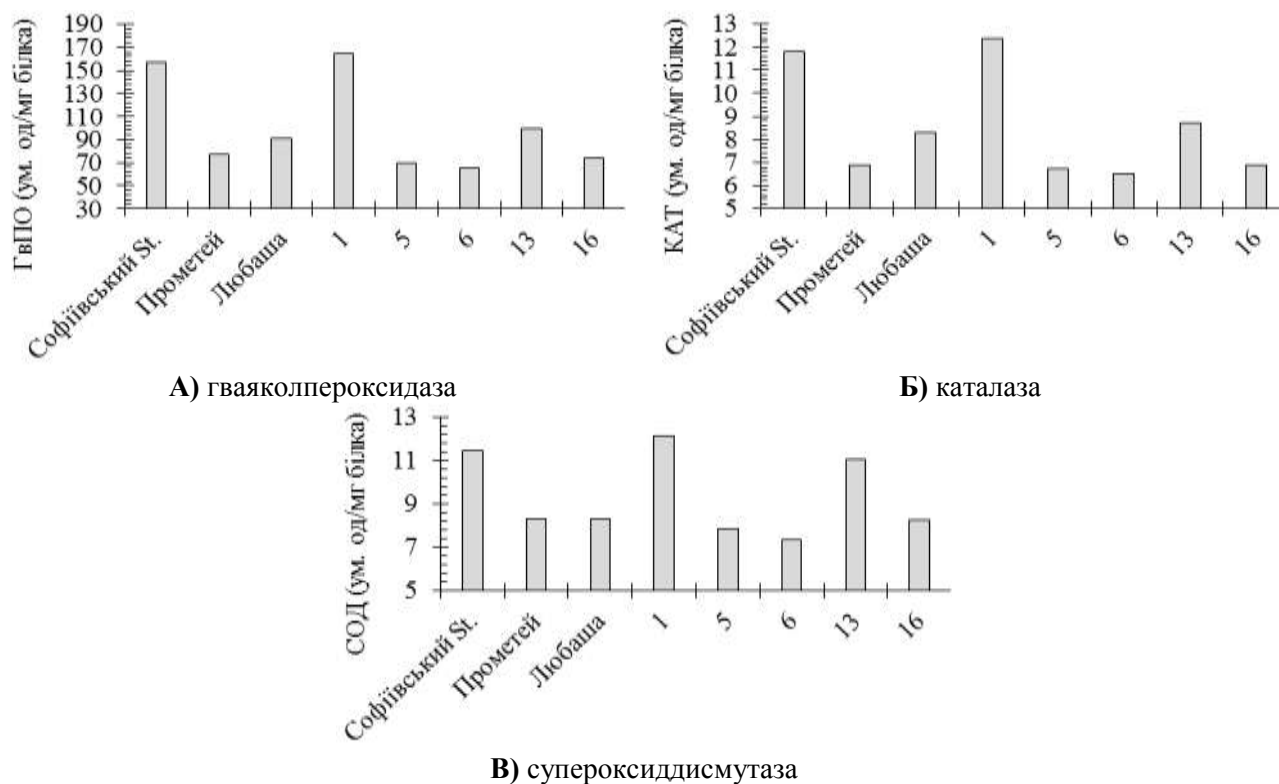 ГвПО (ум. од/мг білка)
190
170
150
130
110
90
70
50
30
Софіївський St.
Прометей
Любаша
1
5
6
13
16
А) гваяколпероксидаза
КАТ (ум. од/мг білка)
13
12
11
10
9
8
7
6
5
Софіївський St.
Прометей
Любаша
1
5
6
13
16
Б) каталаза
СОД (ум. од/мг білка)
13
11
9
7
5
Софіївський St.
Прометей
Любаша
1
5
6
13
16
В) супероксиддисмутаза